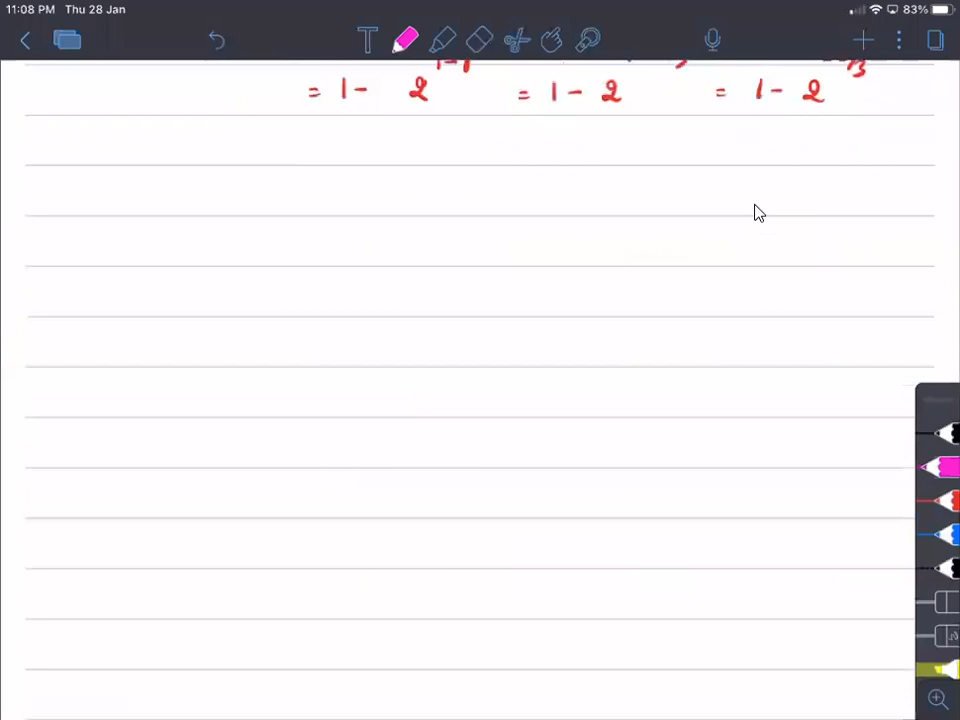 11:08 PM Thu 28 Jan 83%
T
= 1 - 2 = 1 - 2 = 1 - 2